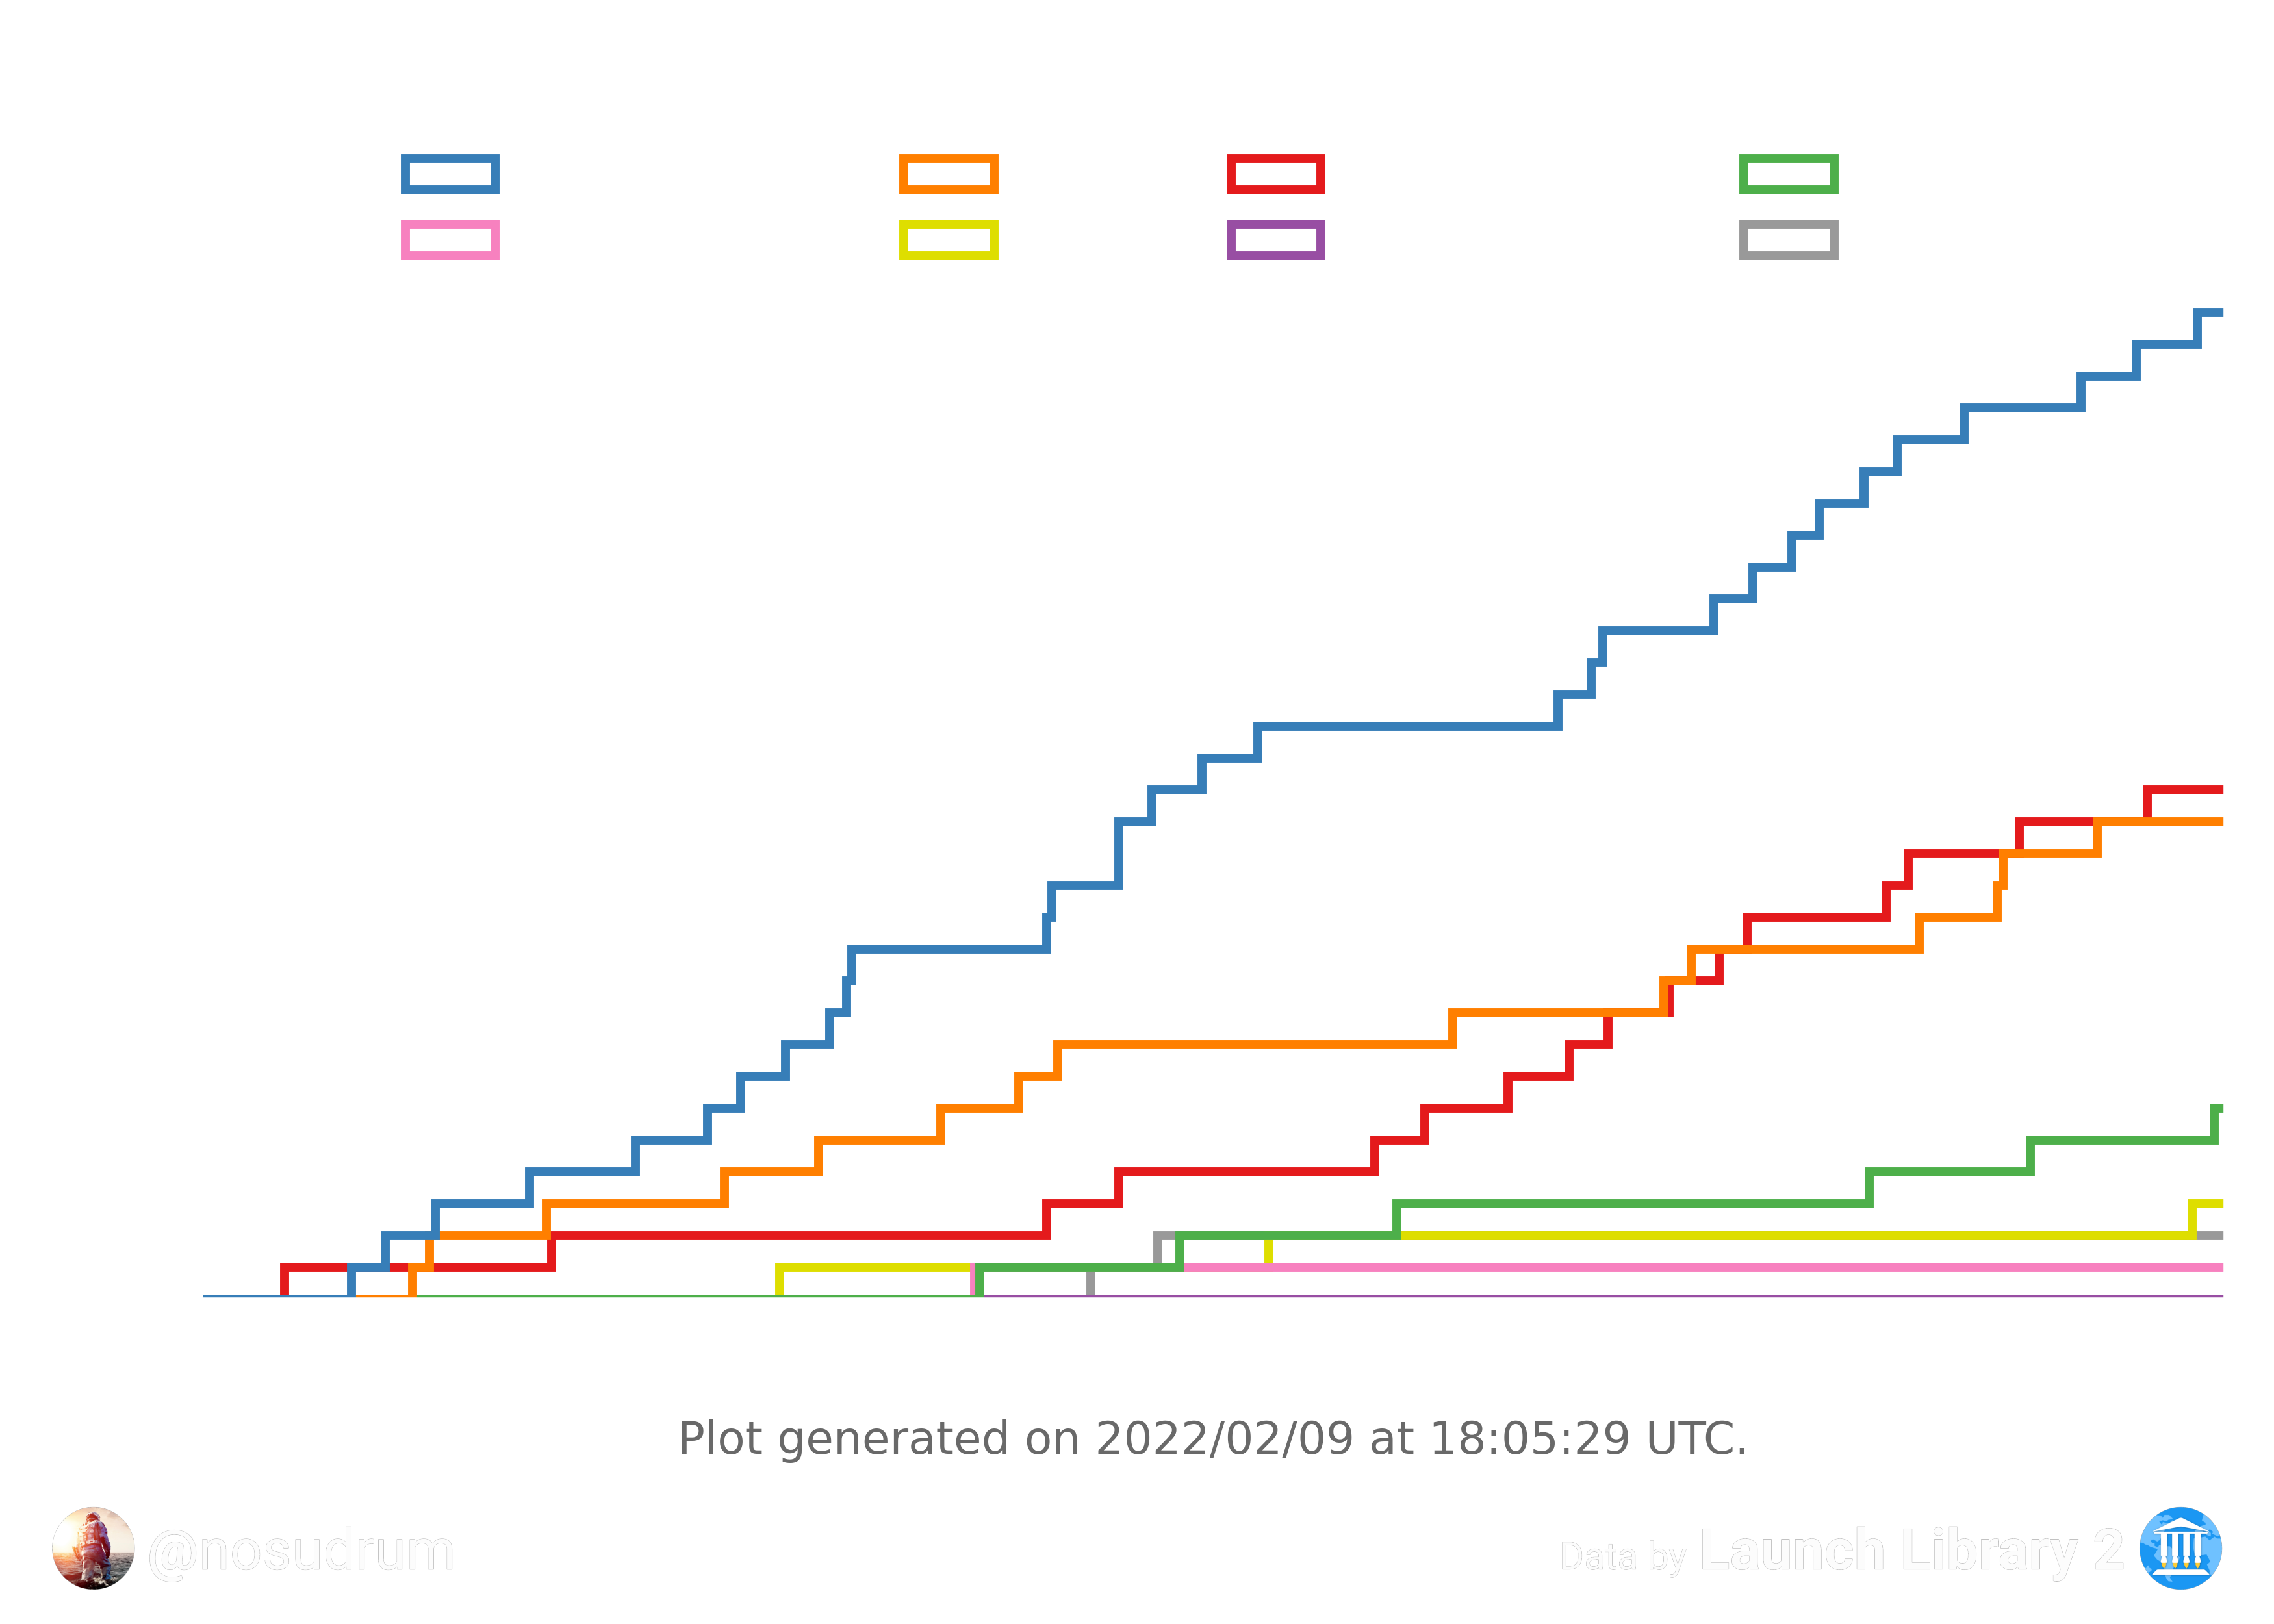 Plot generated on 2022/02/09 at 18:05:29 UTC.
@nosudrum
Data by Launch Library 2